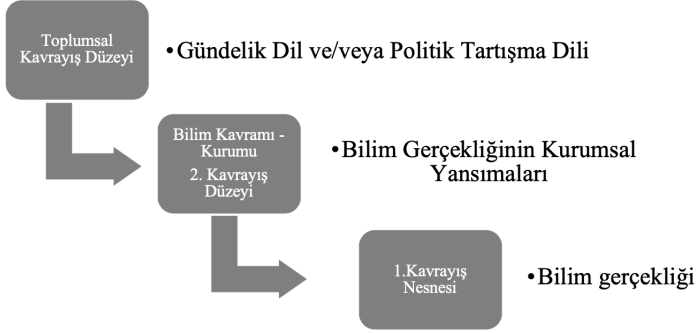 Toplumsal
Kavrayış Düzeyi
•Gündelik Dil ve/veya Politik Tartışma Dili
Bilim Kavramı -
Kurumu
2. Kavrayış
Düzeyi
•Bilim Gerçekliğinin Kurumsal
Yansımaları
1.Kavrayış
Nesnesi
•Bilim gerçekliği